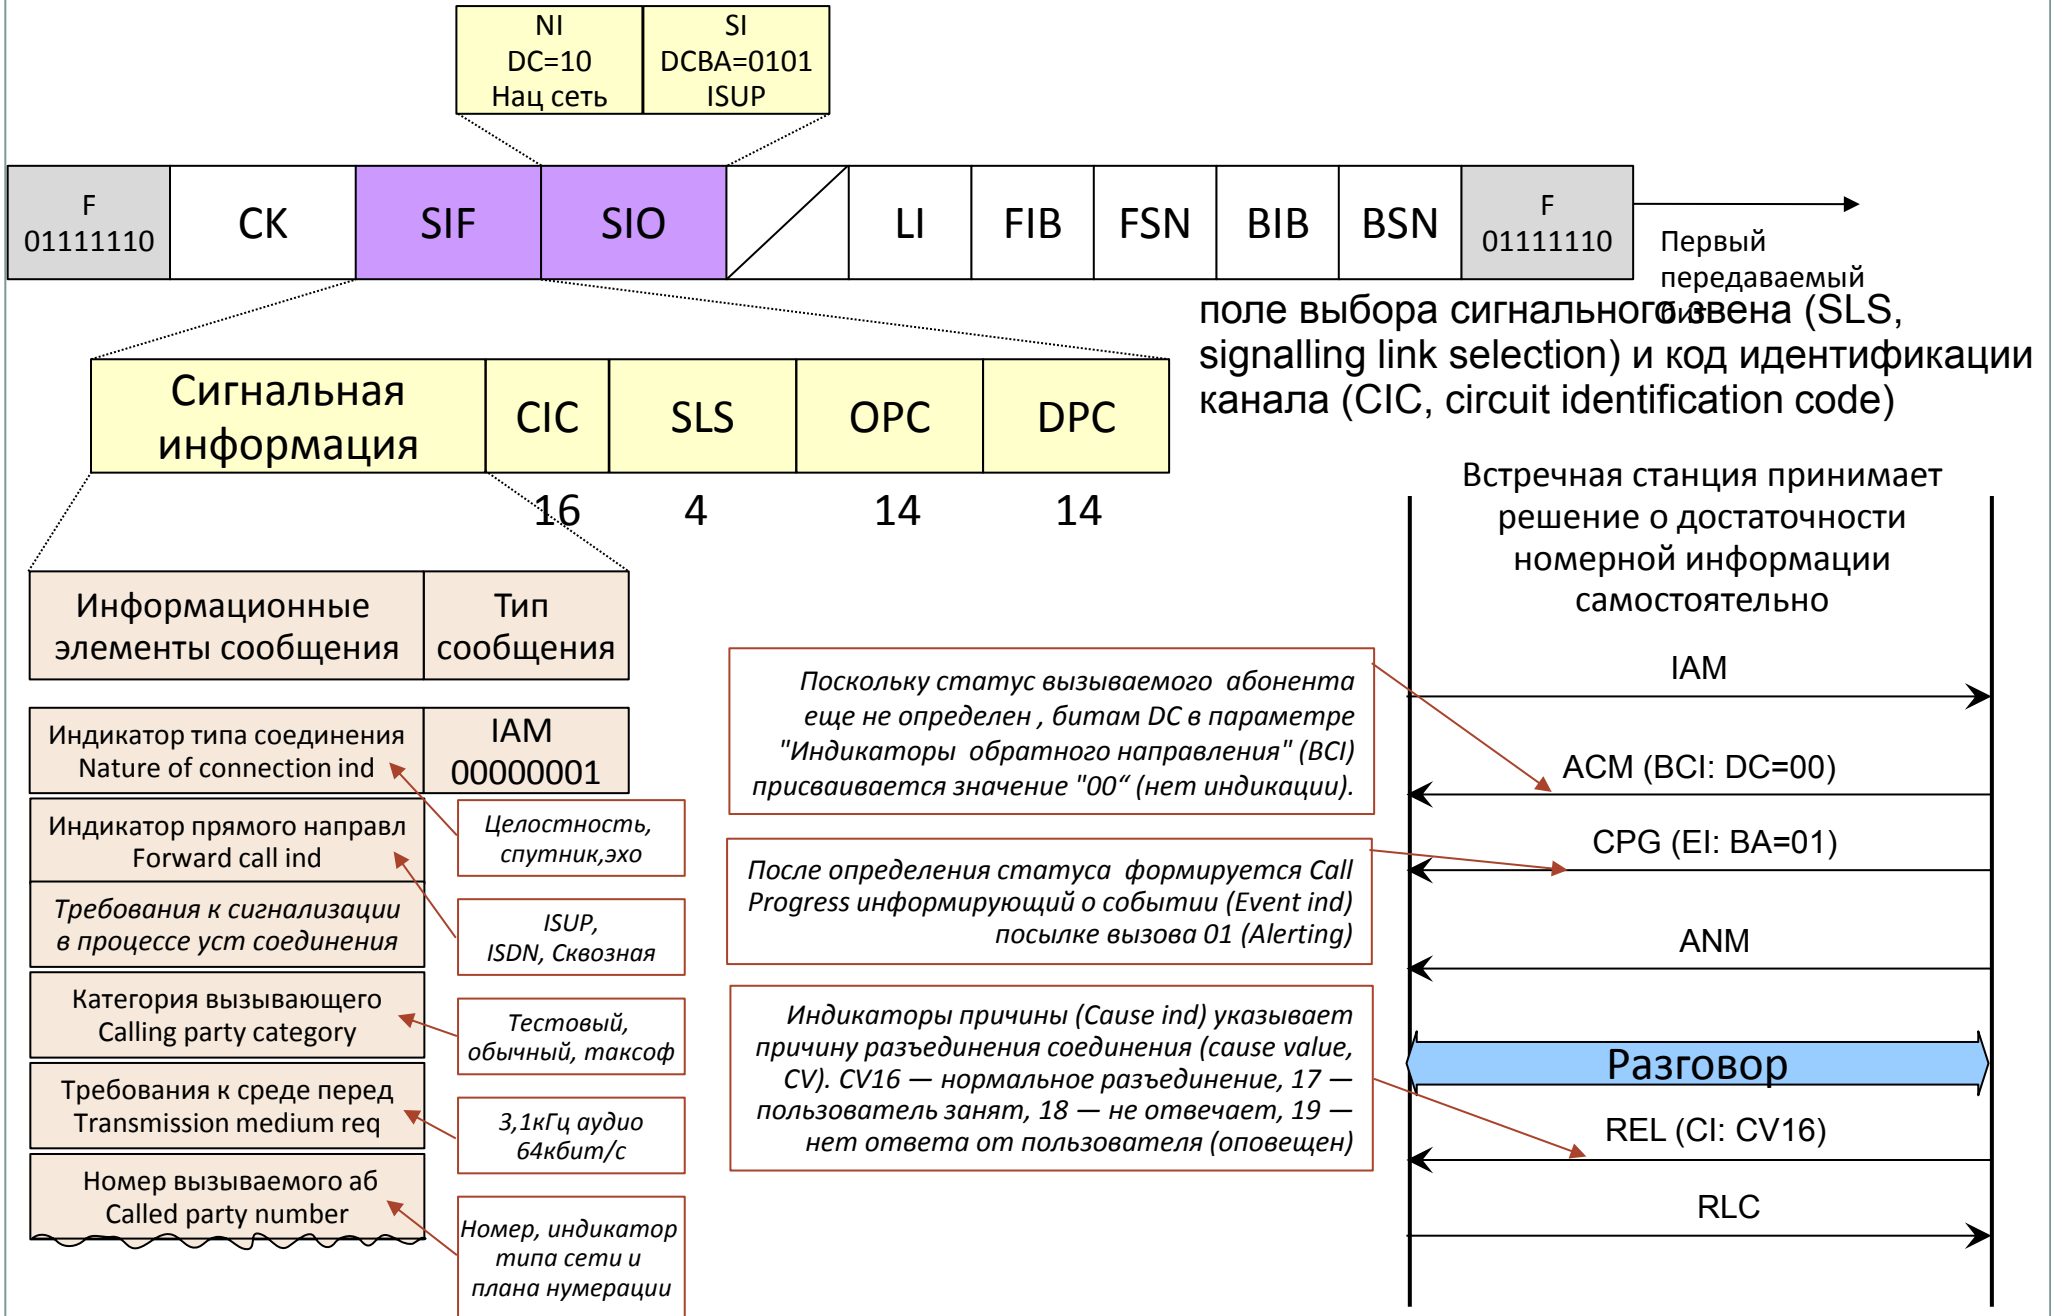 NI
DC=10
Нац сеть
SI
DCBA=0101
ISUP
F
01111110
CK
SIF
SIO
LI
FIB
FSN
BIB
BSN
F
01111110
Первый
передаваемый
бит
поле выбора сигнального звена (SLS,
signalling link selection) и код идентификации
канала (CIC, circuit identification code)
Сигнальная
информация
CIC
SLS
OPC
DPC
16
4
14
14
Встречная станция принимает
решение о достаточности
номерной информации
самостоятельно
Информационные
элементы сообщения
Тип
сообщения
Индикатор типа соединения
Nature of connection ind
IAM
00000001
Индикатор прямого направл
Forward call ind
Требования к сигнализации
в процессе уст соединения
Категория вызывающего
Calling party category
Требования к среде перед
Transmission medium req
Номер вызываемого аб
Called party number
Целостность,
спутник,эхо
ISUP,
ISDN, Сквозная
Тестовый,
обычный, таксоф
3,1кГц аудио
64кбит/с
Номер, индикатор
типа сети и
плана нумерации
Поскольку статус вызываемого абонента
еще не определен , битам DC в параметре
"Индикаторы обратного направления" (BCI)
присваивается значение "00“ (нет индикации).
После определения статуса формируется Call
Progress информирующий о событии (Event ind)
посылке вызова 01 (Alerting)
Индикаторы причины (Cause ind) указывает
причину разъединения соединения (cause value,
CV). CV16 — нормальное разъединение, 17 —
пользователь занят, 18 — не отвечает, 19 —
нет ответа от пользователя (оповещен)
IAM
ACM (BCI: DC=00)
CPG (EI: BA=01)
ANM
Разговор
REL (CI: CV16)
RLC